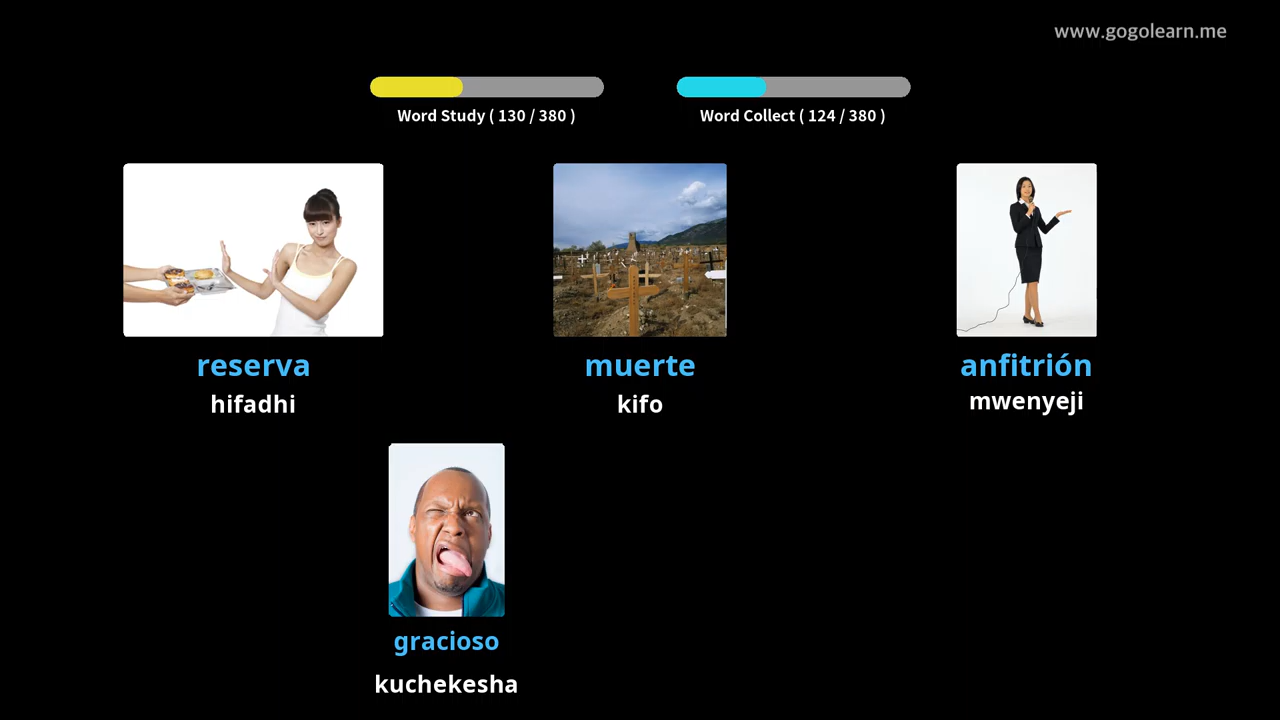 www.gogolearn.me
Word Study ( 130 / 380 )
Word Collect ( 124 / 380 )
reserva
hifadhi
muerte
kifo
anfitrión
mwenyeji
gracioso
kuchekesha